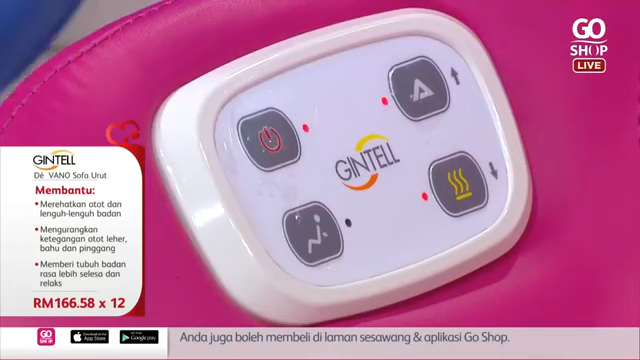 GO
SHOP
LIVE
GINTELL
GINTELL
Dé VANO Sofa Urut
Membantu:
• Merehatkan otot dan
lenguh-lenguh badan
• Mengurangkan
ketegangan otot leher,
bahu dan pinggang
• Memberi tubuh badan
rasa lebih selesa dan
relaks
RM166.58 x 12
GO
SHOP
Download on the
App Store
GET IT ON
Google Play
Anda juga boleh membeli di laman sesawang & aplikasi Go Shop.